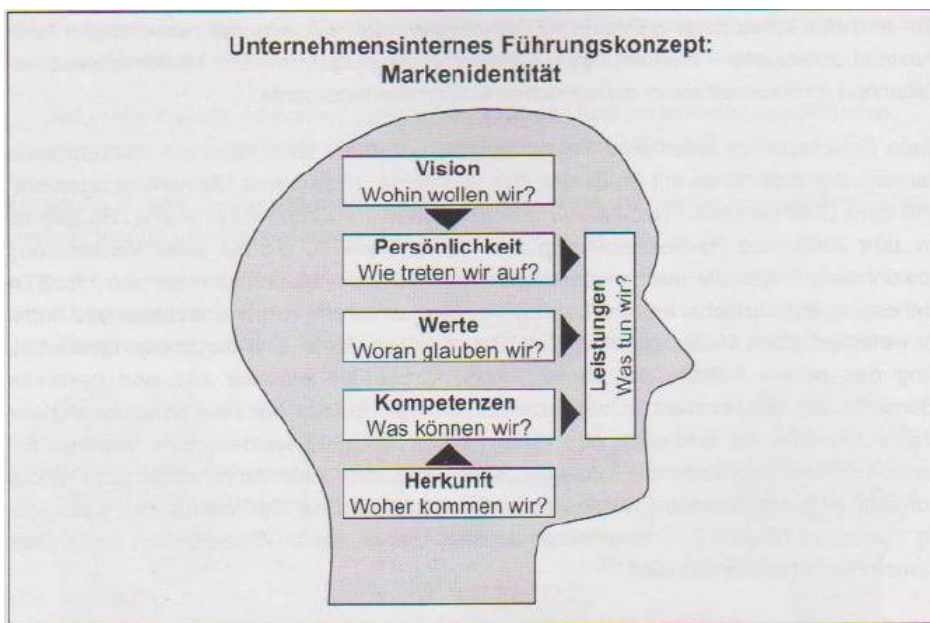 Unternehmensinternes Führungskonzept:
Markenidentität
Vision
Wohin wollen wir?
Persönlichkeit
Wie treten wir auf?
Werte
Woran glauben wir?
Kompetenzen
Was können wir?
Herkunft
Woher kommen wir?
Leistungen
Was tun wir?